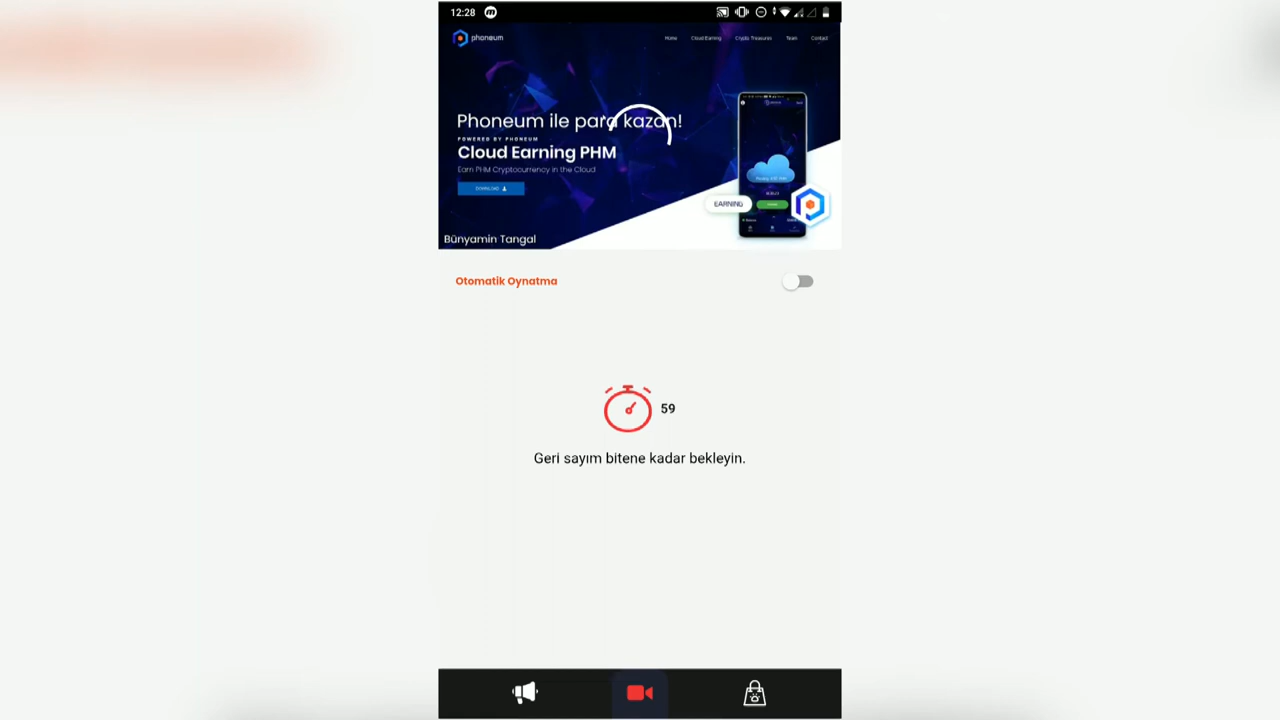 12:28
phoneum
Home Cloud Earning Crypto Treasures Team Contact
Phoneum ile para kazan!
POWERED BY PHONEUM
Cloud Earning PHM
Earn PHM Cryptocurrency in the Cloud
DOWNLOAD
EARNING
Bünyamin Tangal
Otomatik Oynatma
59
Geri sayım bitene kadar bekleyin.